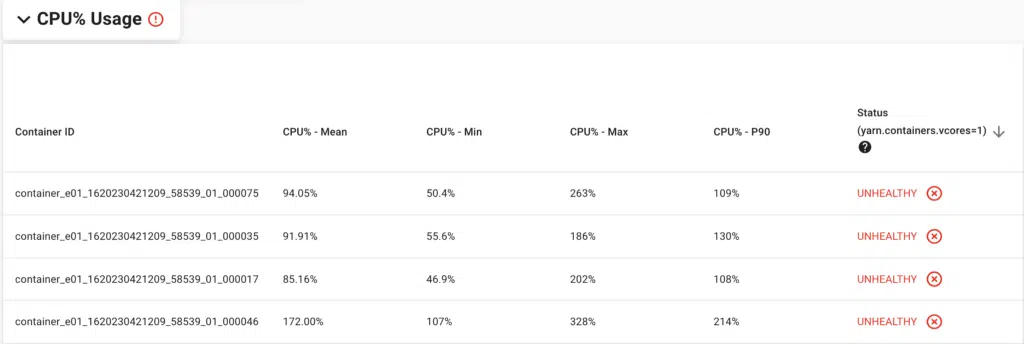 CPU% Usage
Status
Container ID CPU% - Mean CPU% - Min CPU% - Max CPU% - P90 (yarn.containers.vcores=1)
container_e01_1620230421209_58539_01_000075 94.05% 50.4% 263% 109% UNHEALTHY
container_e01_1620230421209_58539_01_000035 91.91% 55.6% 186% 130% UNHEALTHY
container_e01_1620230421209_58539_01_000017 85.16% 46.9% 202% 108% UNHEALTHY
container_e01_1620230421209_58539_01_000046 172.00% 107% 328% 214% UNHEALTHY